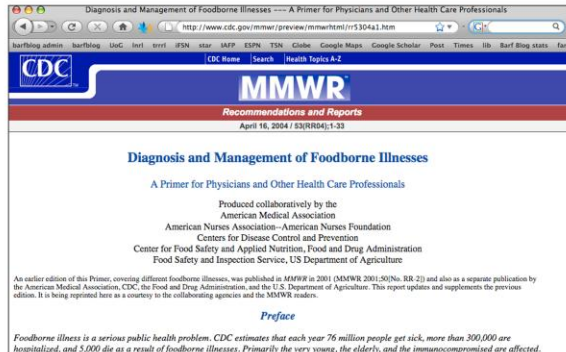 Diagnosis and Management of Foodborne Illnesses --- A Primer for Physicians and Other Health Care Professionals
http://www.cdc.gov/mmwr/preview/mmwrhtml/rr5304a1.htm
barfblog admin barfblog UoG inrl trrrl iFSN star IAFP ESPN TSN Globe Google Maps Google Scholar Post Times lib Barf Blog stats
CDC Home Search Health Topics A-Z
CDC
MMWR
Recommendations and Reports
April 16, 2004 / 53(RR04);1-33
Diagnosis and Management of Foodborne Illnesses
A Primer for Physicians and Other Health Care Professionals
Produced collaboratively by the
American Medical Association
American Nurses Association--American Nurses Foundation
Centers for Disease Control and Prevention
Center for Food Safety and Applied Nutrition, Food and Drug Administration
Food Safety and Inspection Service, US Department of Agriculture
An earlier edition of this Primer, covering different foodborne illnesses, was published in MMWR in 2001 (MMWR 2001;50[No. RR-2]) and also as a separate publication by
the American Medical Association, CDC, the Food and Drug Administration, and the U.S. Department of Agriculture. This report updates and supplements the previous
edition. It is being reprinted here as a courtesy to the collaborating agencies and the MMWR readers.
Preface
Foodborne illness is a serious public health problem. CDC estimates that each year 76 million people get sick, more than 300,000 are
hospitalized, and 5,000 die as a result of foodborne illnesses. Primarily the very young, the elderly, and the immunocompromised are affected.